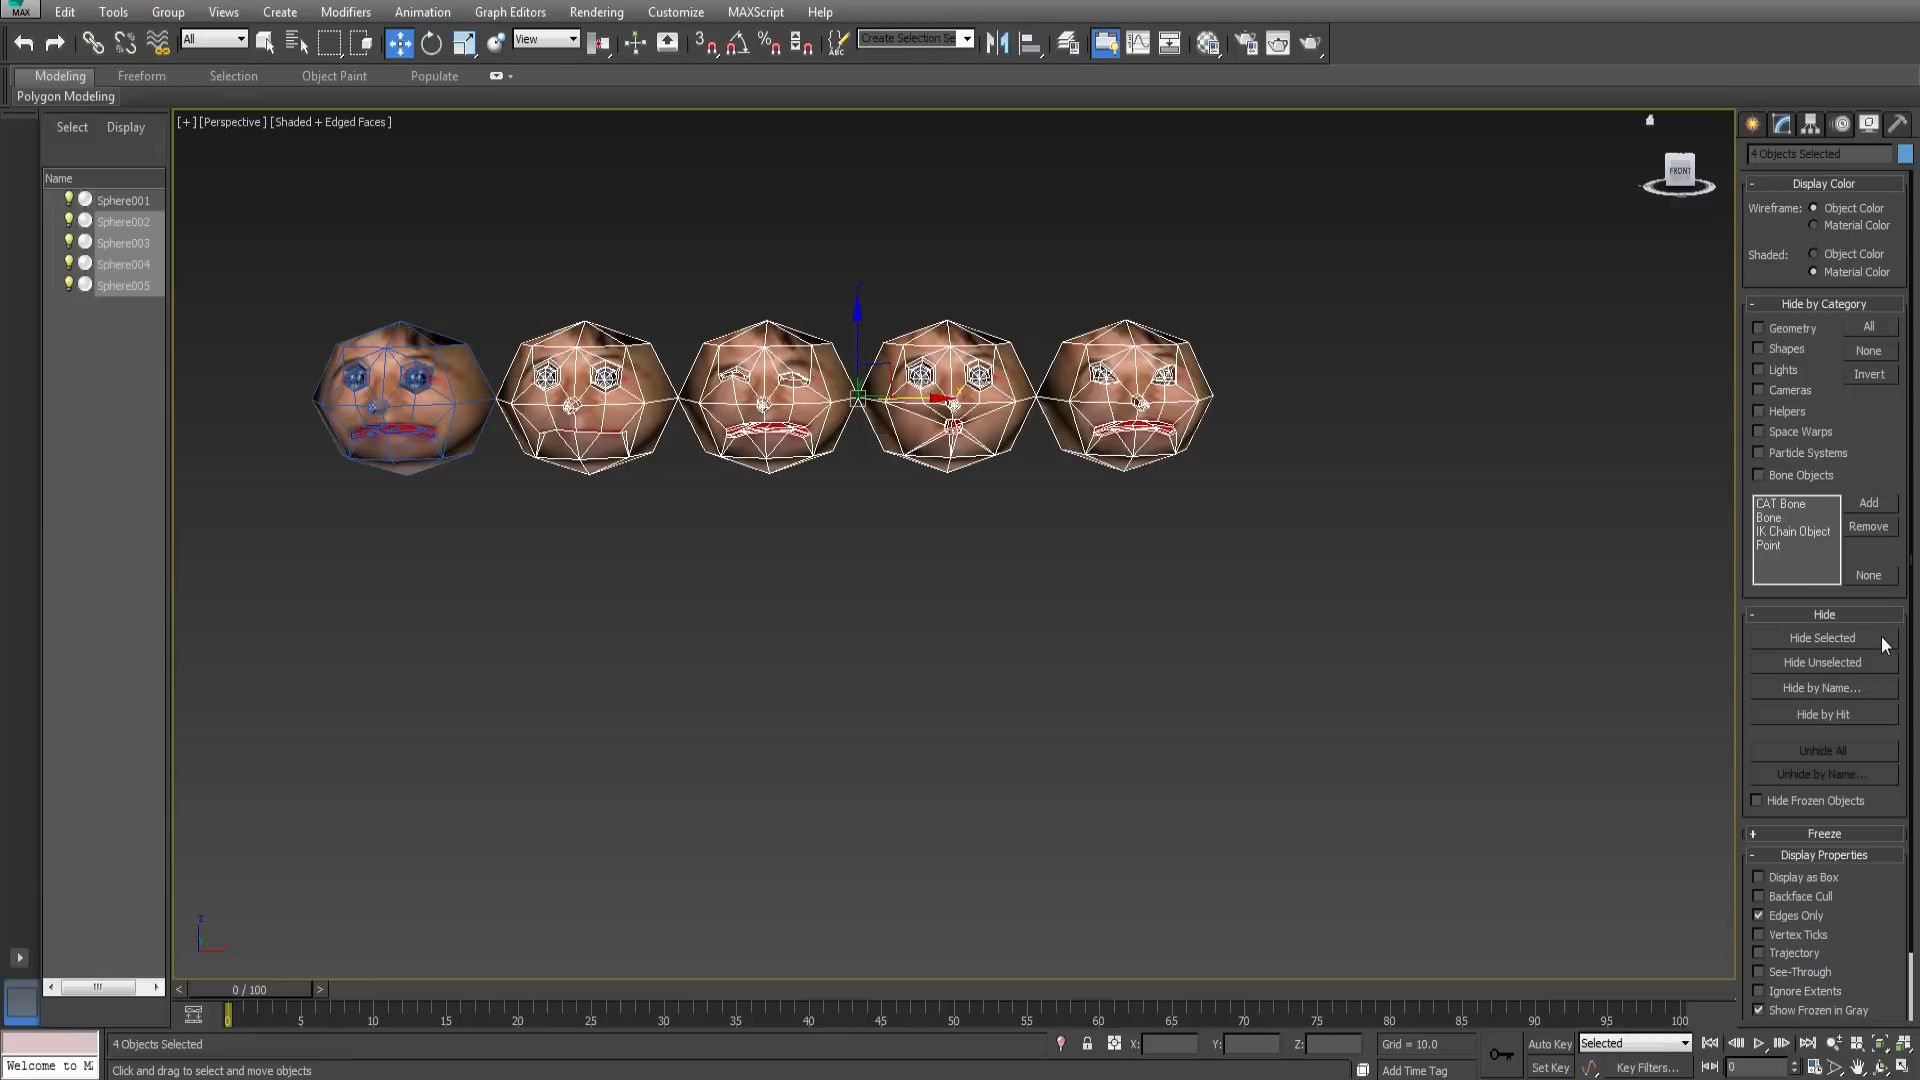 MAX Edit Tools Group Views Create Modifiers Animation Graph Editors Rendering Customize MAXScript Help
All View 3 % ABC Create Selection Se
Modeling Freeform Selection Object Paint Populate
Polygon Modeling
Select Display
Name
Sphere001
Sphere002
Sphere003
Sphere004
Sphere005
[+] [Perspective] [Shaded + Edged Faces]
FRONT
4 Objects Selected
- Display Color
Wireframe: Object Color
Material Color
Shaded: Object Color
Material Color
- Hide by Category
Geometry All
Shapes None
Lights Invert
Cameras
Helpers
Space Warps
Particle Systems
Bone Objects
CAT Bone Add
Bone Remove
IK Chain Object
Point
None
- Hide
Hide Selected
Hide Unselected
Hide by Name...
Hide by Hit
Unhide All
Unhide by Name...
Hide Frozen Objects
+ Freeze
- Display Properties
Display as Box
Backface Cull
Edges Only
Vertex Ticks
Trajectory
See-Through
Ignore Extents
Show Frozen in Gray
z
x
< 0 / 100 >
0 5 10 15 20 25 30 35 40 45 50 55 60 65 70 75 80 85 90 95 100
4 Objects Selected X: Y: Z: Grid = 10.0 Auto Key Selected
Welcome to M Click and drag to select and move objects Add Time Tag Set Key Key Filters... 0